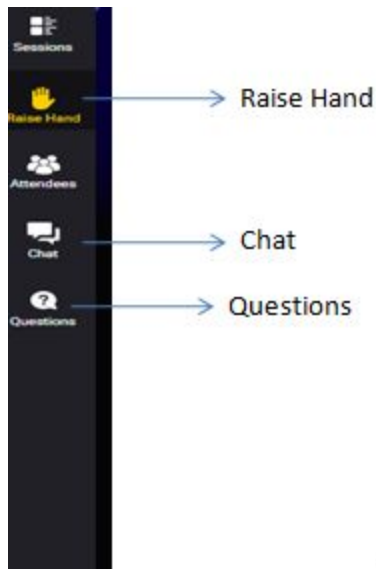 Sessions
Raise Hand
Raise Hand
Attendees
Chat
Chat
Questions
Questions